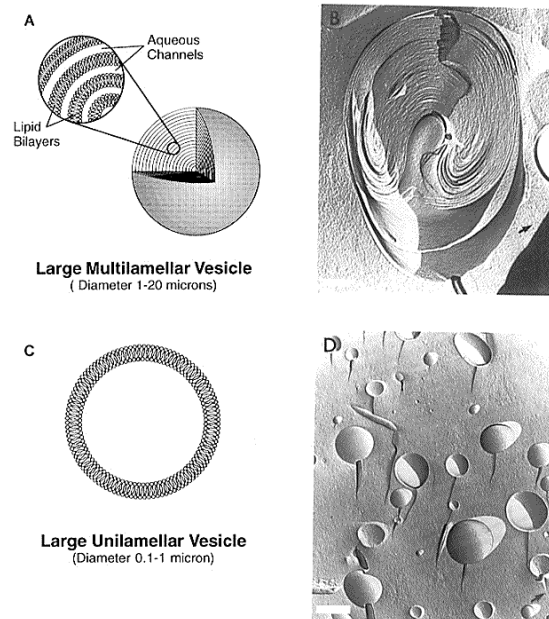 A
Aqueous
Channels
Lipid
Bilayers
Large Multilamellar Vesicle
( Diameter 1-20 microns)
B
C
Large Unilamellar Vesicle
(Diameter 0.1-1 micron)
D